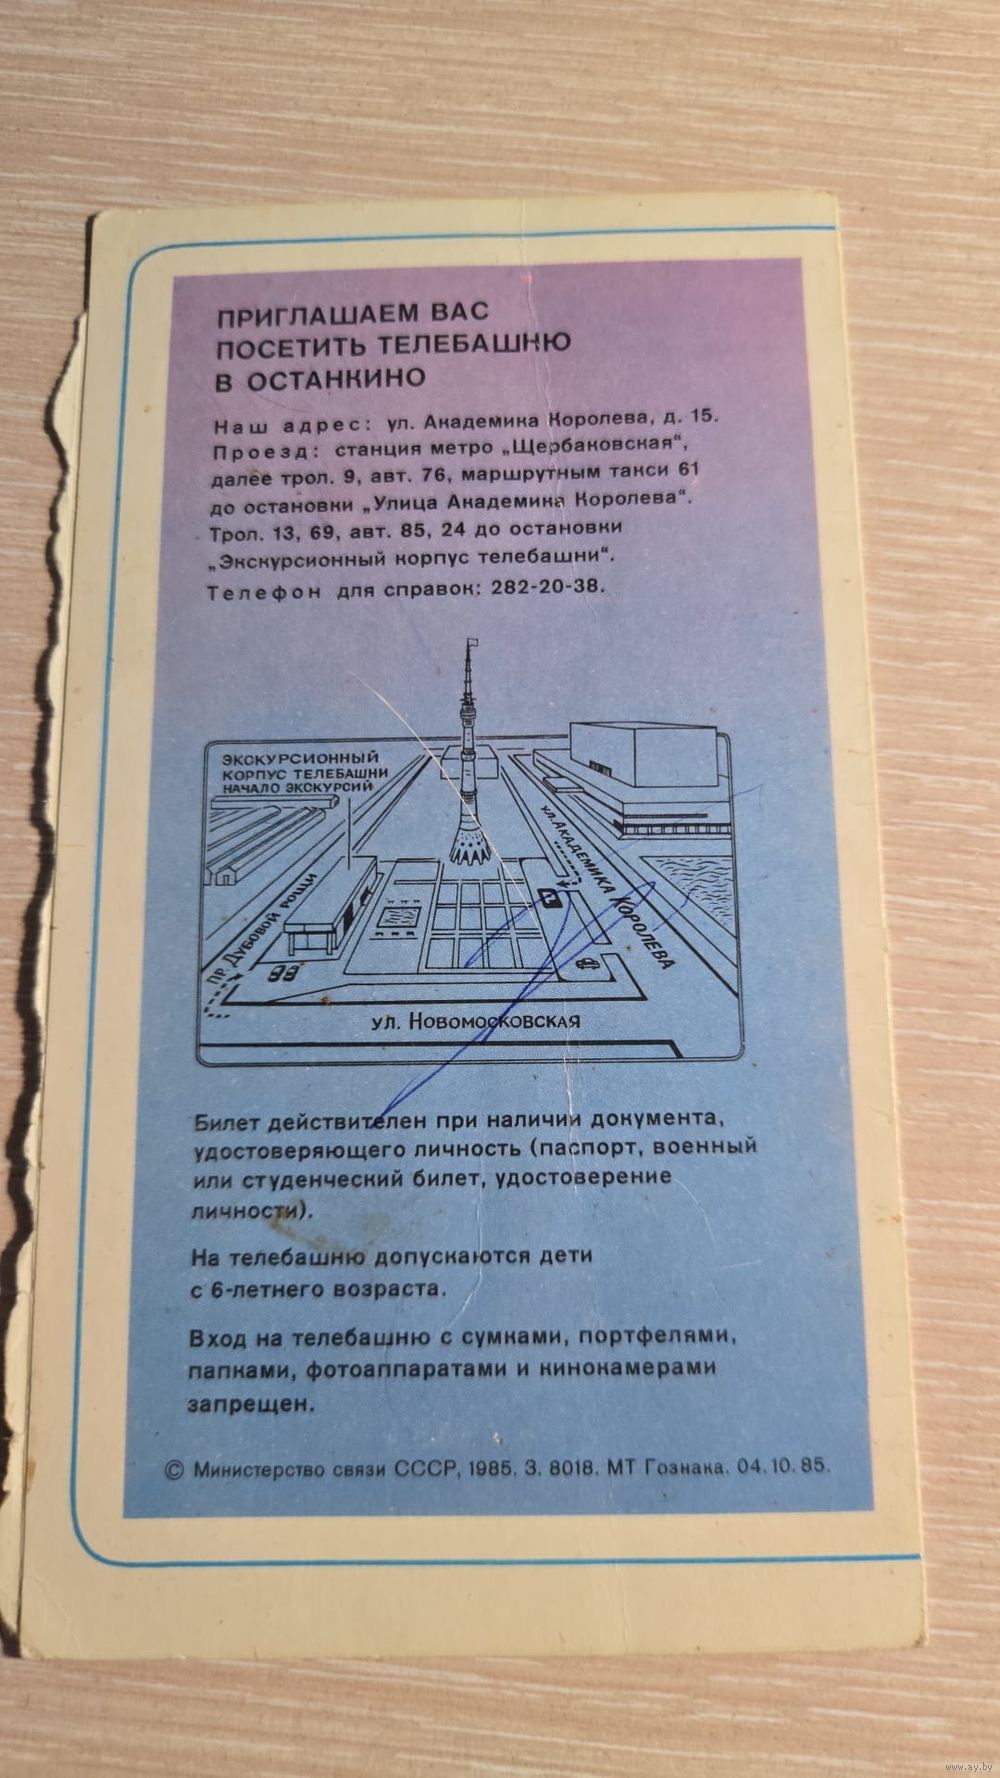 ПРИГЛАШАЕМ ВАС
ПОСЕТИТЬ ТЕЛЕБАШНЮ
В ОСТАНКИНО
Наш адрес: ул. Академика Королева, д. 15.
Проезд: станция метро „Щербаковская“,
далее трол. 9, авт. 76, маршрутным такси 61
до остановки „Улица Академика Королева“.
Трол. 13, 69, авт. 85, 24 до остановки
„Экскурсионный корпус телебашни“.
Телефон для справок: 282-20-38.
ЭКСКУРСИОННЫЙ
КОРПУС ТЕЛЕБАШНИ
НАЧАЛО ЭКСКУРСИЙ
ул. Академика Королева
пр. Дубовой рощи
ул. Новомосковская
Билет действителен при наличии документа,
удостоверяющего личность (паспорт, военный
или студенческий билет, удостоверение
личности).
На телебашню допускаются дети
с 6-летнего возраста.
Вход на телебашню с сумками, портфелями,
папками, фотоаппаратами и кинокамерами
запрещен.
© Министерство связи СССР, 1985. З. 8018. МТ Гознака. 04.10.85.
www.ay.by